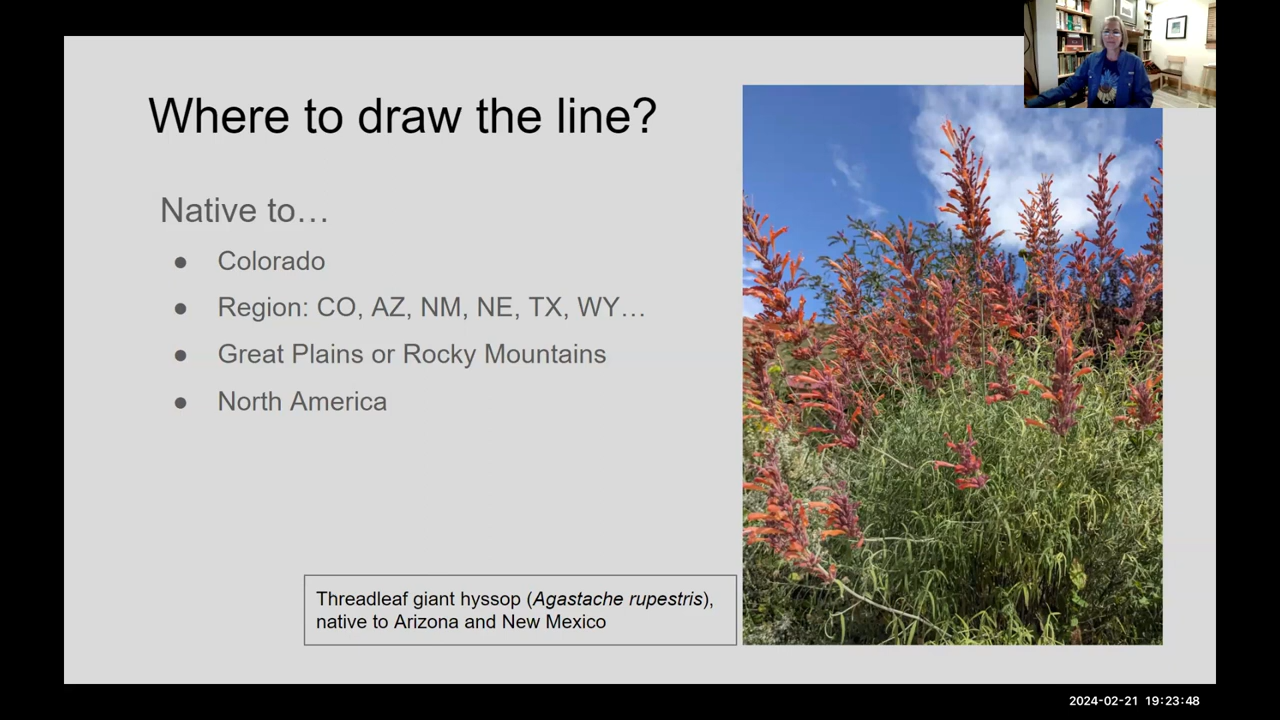 Where to draw the line?
Native to…
● Colorado
● Region: CO, AZ, NM, NE, TX, WY…
● Great Plains or Rocky Mountains
● North America
Threadleaf giant hyssop (Agastache rupestris),
native to Arizona and New Mexico
2024-02-21 19:23:48